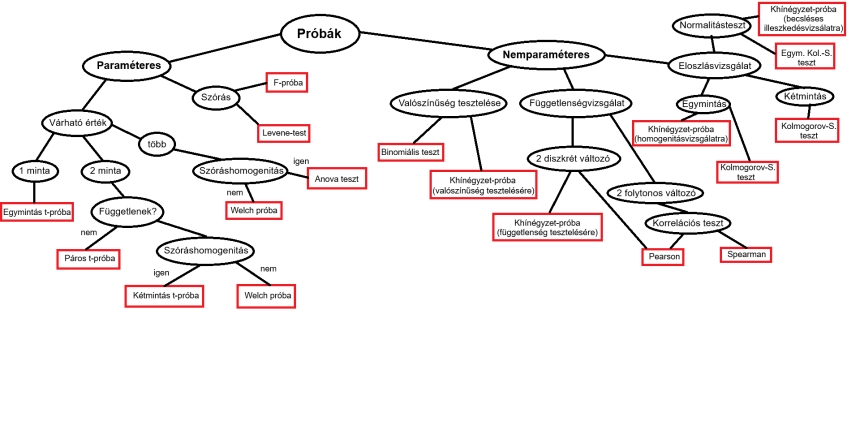 Próbák
Paraméteres
Nemparaméteres
Várható érték
Szórás
F-próba
Levene-test
1 minta
2 minta
több
Egymintás t-próba
Függetlenek?
nem
Páros t-próba
Szóráshomogenitás
igen
nem
Kétmintás t-próba
Welch próba
Szóráshomogenitás
igen
nem
Anova teszt
Welch próba
Valószínűség tesztelése
Binomiális teszt
Khínégyzet-próba
(valószínűség tesztelésére)
Függetlenségvizsgálat
2 diszkrét változó
Khínégyzet-próba
(függetlenség tesztelésére)
2 folytonos változó
Korrelációs teszt
Pearson
Spearman
Eloszlásvizsgálat
Normalitásteszt
Khínégyzet-próba
(becsléses
illeszkedésvizsálatra)
Egym. Kol.-S.
teszt
Egymintás
Khínégyzet-próba
(homogenitásvizsgálatra)
Kolmogorov-S.
teszt
Kétmintás
Kolmogorov-S.
teszt